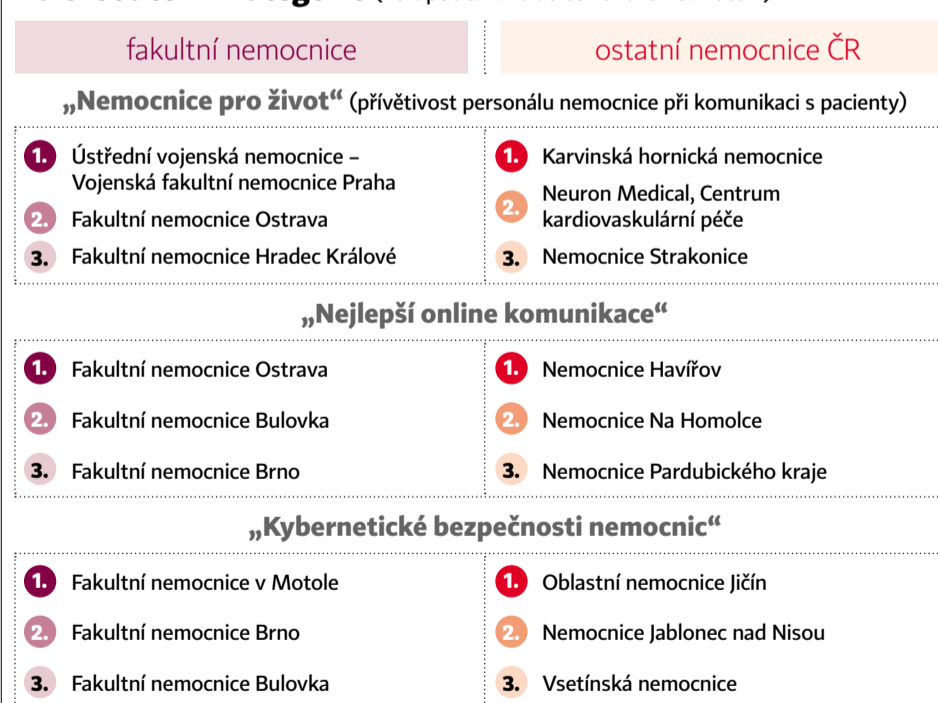 fakultní nemocnice
ostatní nemocnice ČR
„Nemocnice pro život“ (přívětivost personálu nemocnice při komunikaci s pacienty)
1. Ústřední vojenská nemocnice –
Vojenská fakultní nemocnice Praha
2. Fakultní nemocnice Ostrava
3. Fakultní nemocnice Hradec Králové
1. Karvinská hornická nemocnice
2. Neuron Medical, Centrum
kardiovaskulární péče
3. Nemocnice Strakonice
„Nejlepší online komunikace“
1. Fakultní nemocnice Ostrava
2. Fakultní nemocnice Bulovka
3. Fakultní nemocnice Brno
1. Nemocnice Havířov
2. Nemocnice Na Homolce
3. Nemocnice Pardubického kraje
„Kybernetické bezpečnosti nemocnic“
1. Fakultní nemocnice v Motole
2. Fakultní nemocnice Brno
3. Fakultní nemocnice Bulovka
1. Oblastní nemocnice Jičín
2. Nemocnice Jablonec nad Nisou
3. Vsetínská nemocnice